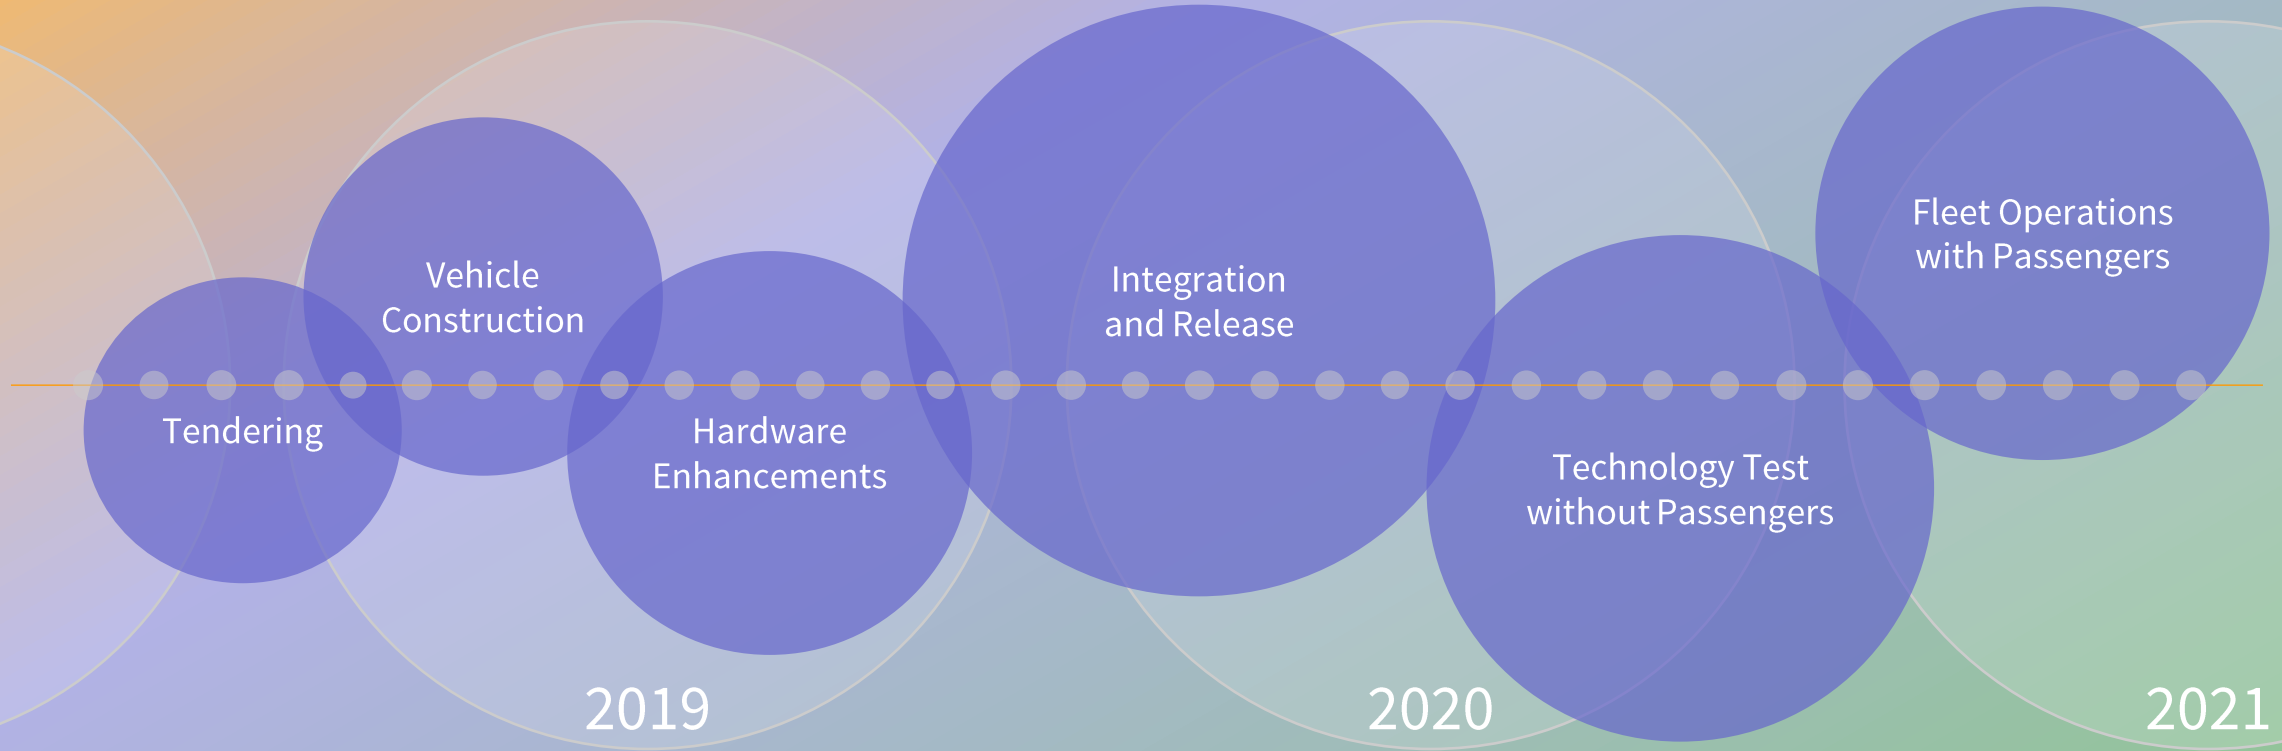 Tendering
Vehicle
Construction
Hardware
Enhancements
Integration
and Release
Technology Test
without Passengers
Fleet Operations
with Passengers
2019
2020
2021